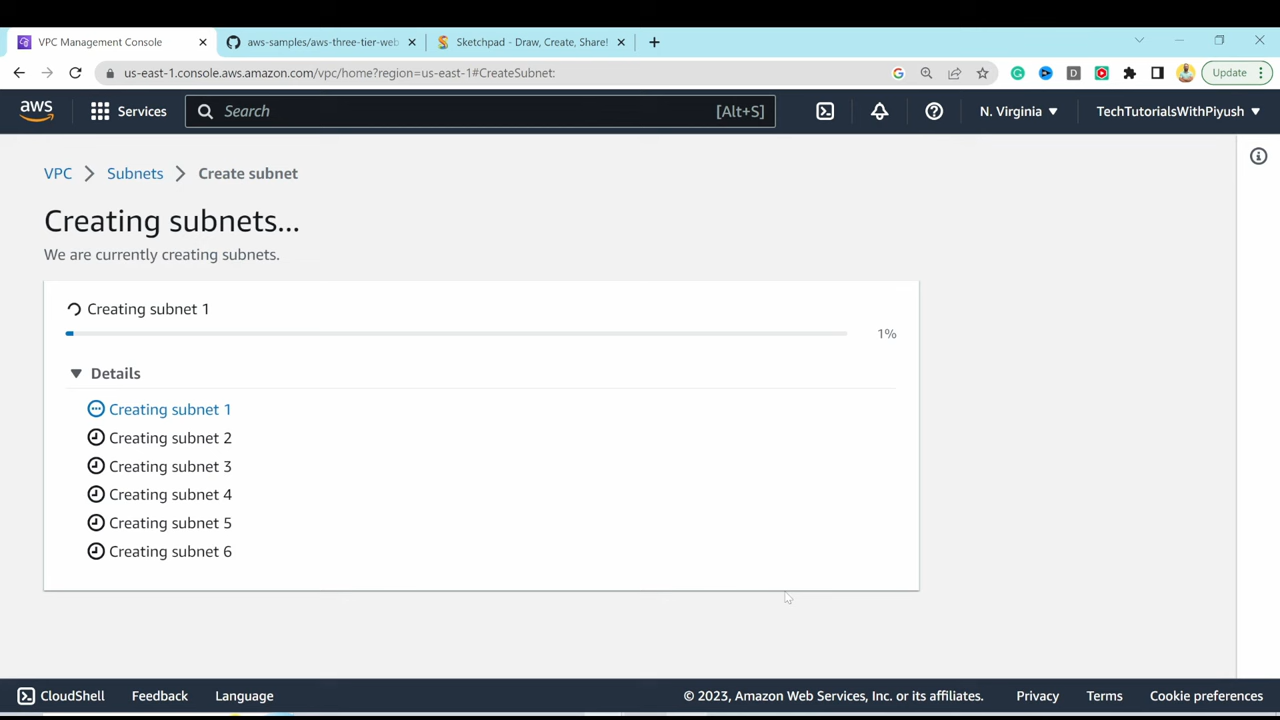 VPC Management Console
aws-samples/aws-three-tier-web
Sketchpad - Draw, Create, Share!
us-east-1.console.aws.amazon.com/vpc/home?region=us-east-1#CreateSubnet:
Update
aws
Services
Search
[Alt+S]
N. Virginia
TechTutorialsWithPiyush
VPC
Subnets
Create subnet
Creating subnets...
We are currently creating subnets.
Creating subnet 1
1%
Details
Creating subnet 1
Creating subnet 2
Creating subnet 3
Creating subnet 4
Creating subnet 5
Creating subnet 6
CloudShell
Feedback
Language
© 2023, Amazon Web Services, Inc. or its affiliates.
Privacy
Terms
Cookie preferences